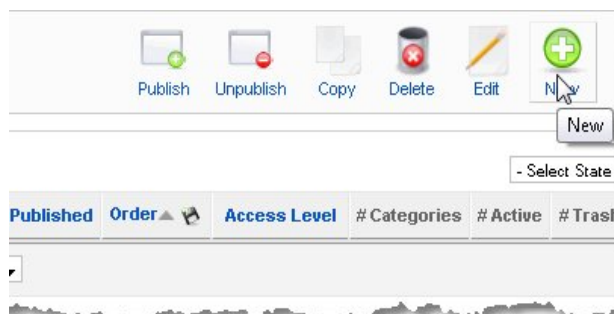 Publish Unpublish Copy Delete Edit New
New
- Select State
Published Order Access Level # Categories # Active # Trash